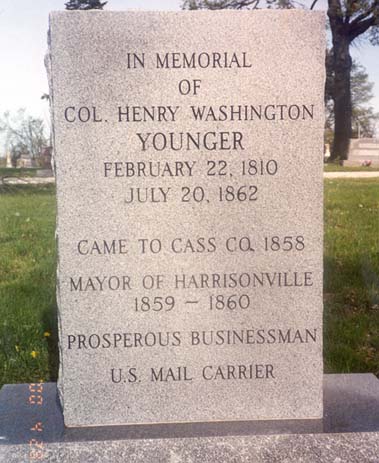 IN MEMORIAL
OF
COL. HENRY WASHINGTON
YOUNGER
FEBRUARY 22, 1810
JULY 20, 1862
CAME TO CASS CO. 1858
MAYOR OF HARRISONVILLE
1859 – 1860
PROSPEROUS BUSINESSMAN
U.S. MAIL CARRIER